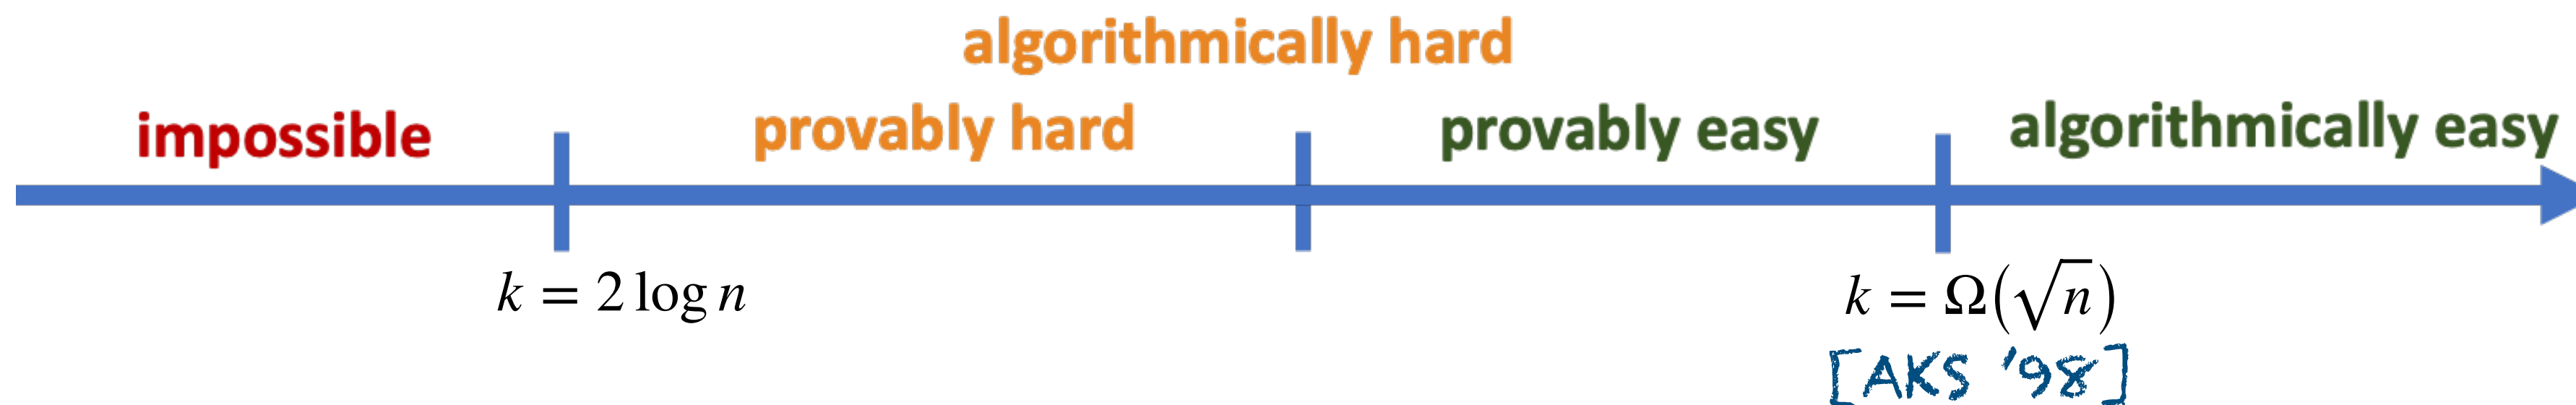 algorithmically hard
impossible provably hard provably easy algorithmically easy
k = 2 log n k = Ω(√n)
[AKS '98]